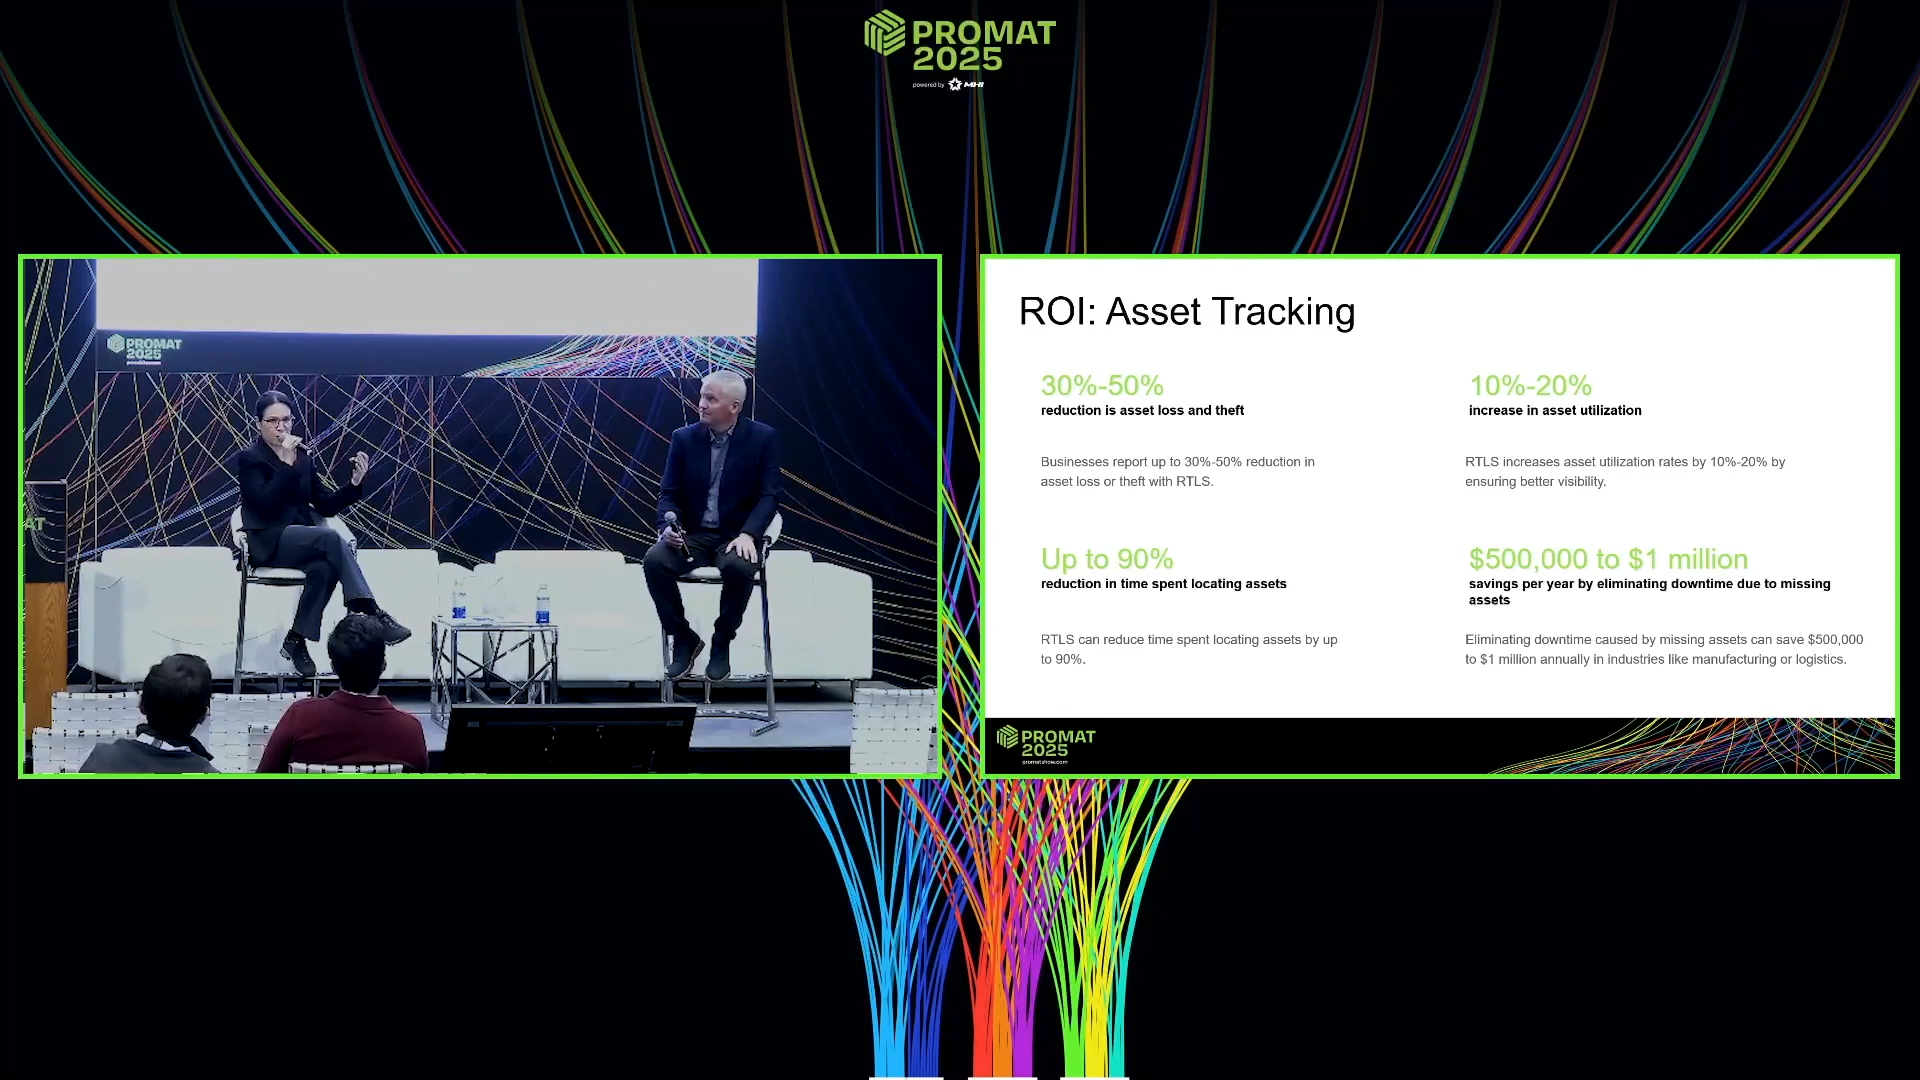 PROMAT
2025
powered by MHI
PROMAT
2025
AT
ROI: Asset Tracking
30%-50%
reduction is asset loss and theft
Businesses report up to 30%-50% reduction in
asset loss or theft with RTLS.
10%-20%
increase in asset utilization
RTLS increases asset utilization rates by 10%-20% by
ensuring better visibility.
Up to 90%
reduction in time spent locating assets
RTLS can reduce time spent locating assets by up
to 90%.
$500,000 to $1 million
savings per year by eliminating downtime due to missing
assets
Eliminating downtime caused by missing assets can save $500,000
to $1 million annually in industries like manufacturing or logistics.
PROMAT
2025
promatshow.com